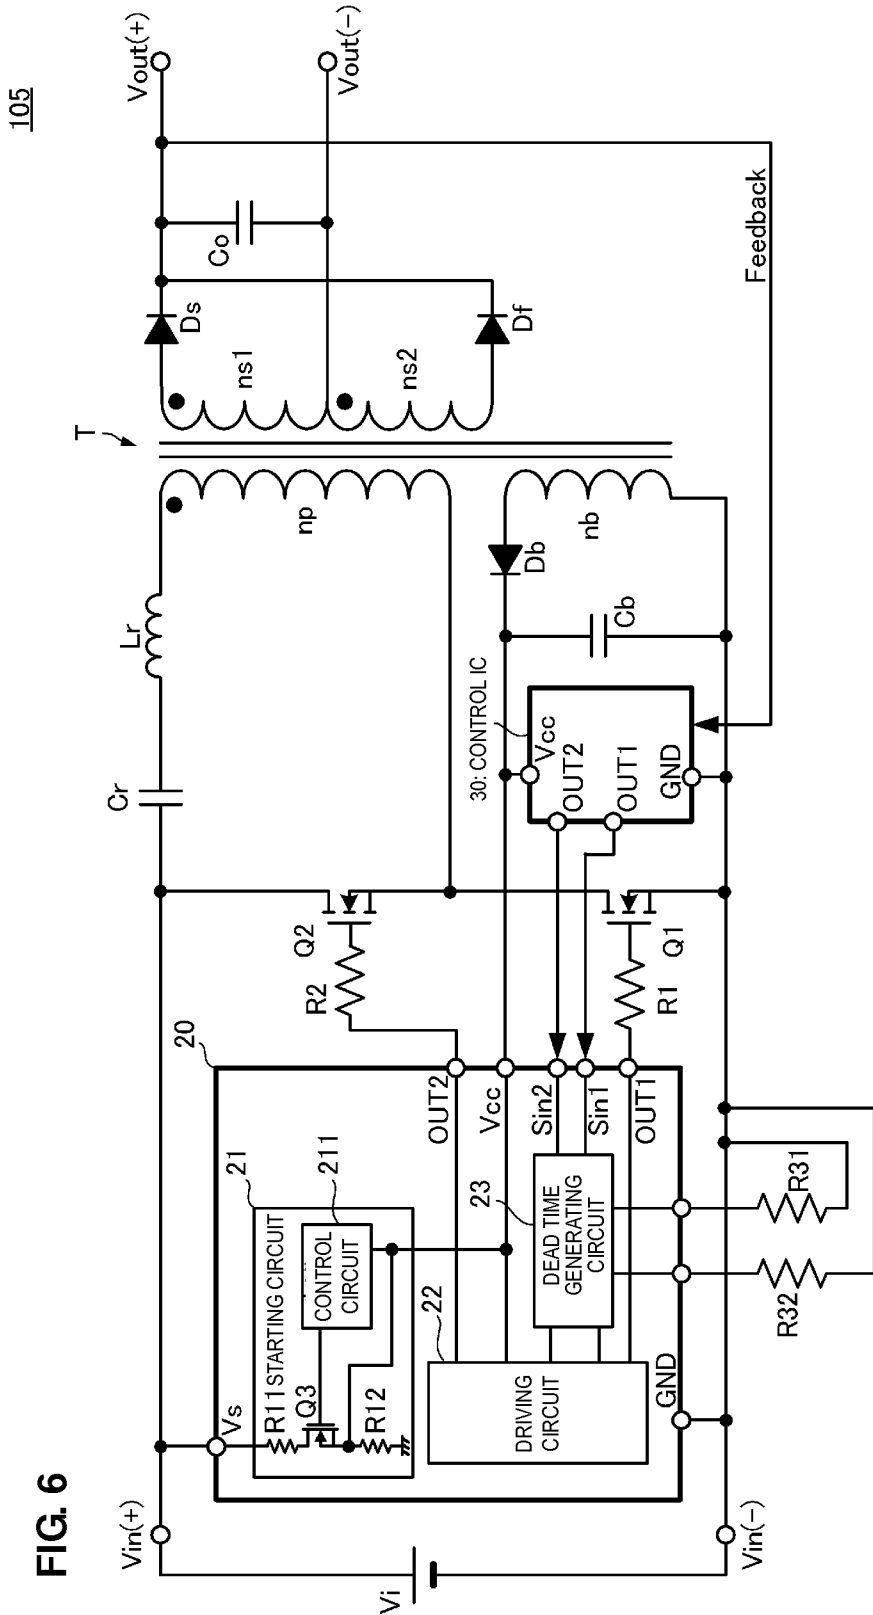 FIG. 6
105
Vin(+)
Vi
Vin(-)
20
21
STARTING CIRCUIT
Vs
R11
Q3
R12
211
CONTROL
CIRCUIT
22
DRIVING
CIRCUIT
23
DEAD TIME
GENERATING
CIRCUIT
OUT2
Vcc
Sin2
Sin1
OUT1
GND
R32
R31
R2
Q2
R1
Q1
Cr
Lr
30: CONTROL IC
Vcc
OUT2
OUT1
GND
Cb
Db
T
np
nb
ns1
ns2
Ds
Df
Co
Feedback
Vout(+)
Vout(-)